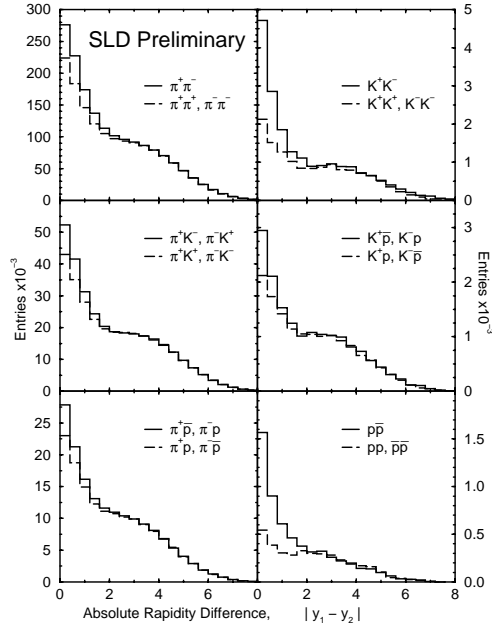 SLD Preliminary
300
250
200
150
100
50
0
π⁺π⁻
π⁺π⁺, π⁻π⁻
5
4
3
2
1
0
K⁺K⁻
K⁺K⁺, K⁻K⁻
50
40
30
20
10
0
π⁺K⁻, π⁻K⁺
π⁺K⁺, π⁻K⁻
3
2
1
0
K⁺p̅, K⁻p
K⁺p, K⁻p̅
Entries x10⁻³
Entries x10⁻³
25
20
15
10
5
0
π⁺p̅, π⁻p
π⁺p, π⁻p̅
1.5
1.0
0.5
0.0
pp̅
pp, p̅p̅
0 2 4 6 0 2 4 6 8
Absolute Rapidity Difference, | y₁ − y₂ |